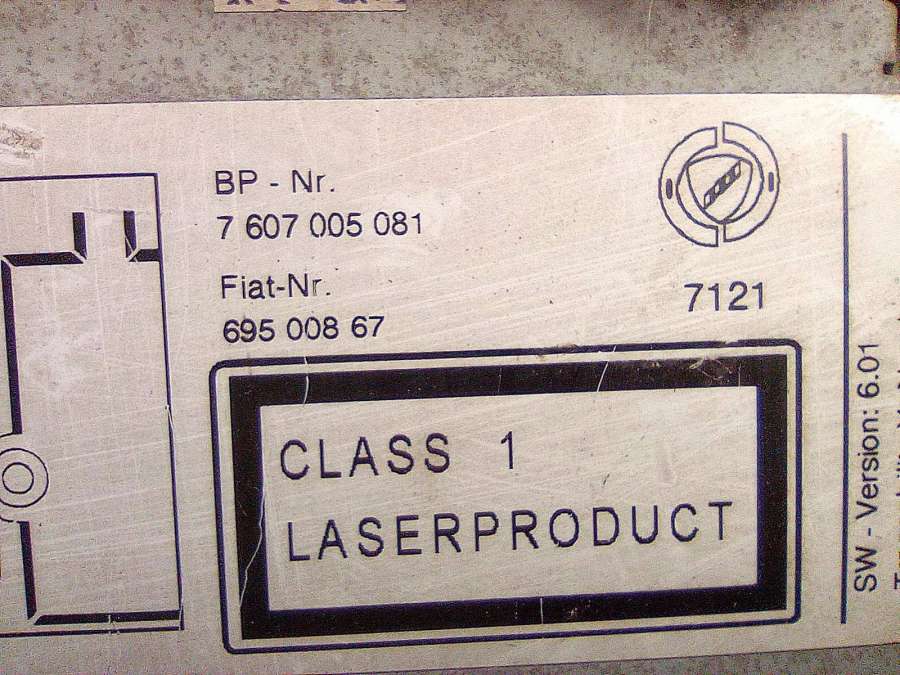 BP - Nr.
7 607 005 081
Fiat-Nr.
695 008 67
7121
CLASS 1
LASERPRODUCT
SW - Version: 6.01